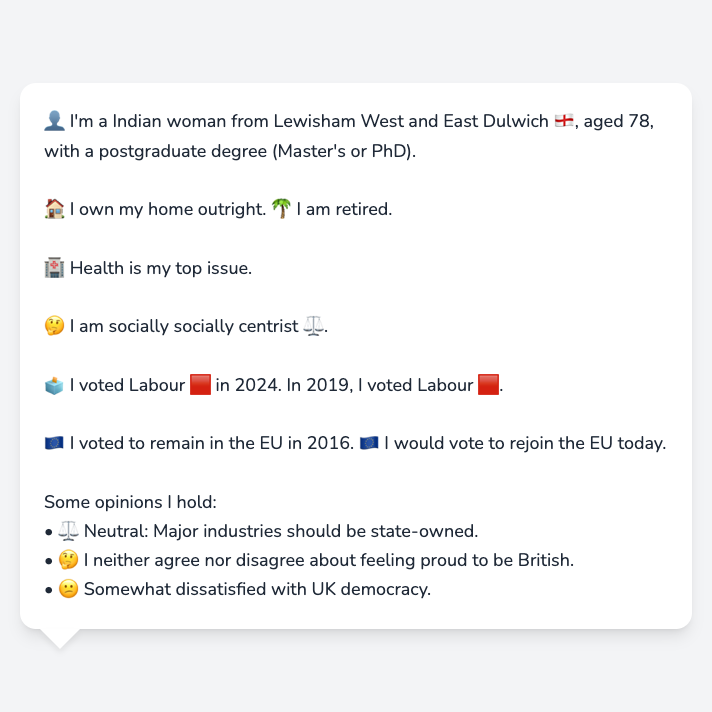 👤 I'm a Indian woman from Lewisham West and East Dulwich 🏴󠁧󠁢󠁥󠁮󠁧󠁿, aged 78,
with a postgraduate degree (Master's or PhD).
🏠 I own my home outright. 🌴 I am retired.
🏥 Health is my top issue.
🤔 I am socially socially centrist ⚖️.
🗳️ I voted Labour 🟥 in 2024. In 2019, I voted Labour 🟥.
🇪🇺 I voted to remain in the EU in 2016. 🇪🇺 I would vote to rejoin the EU today.
Some opinions I hold:
• ⚖️ Neutral: Major industries should be state-owned.
• 🤔 I neither agree nor disagree about feeling proud to be British.
• 😕 Somewhat dissatisfied with UK democracy.